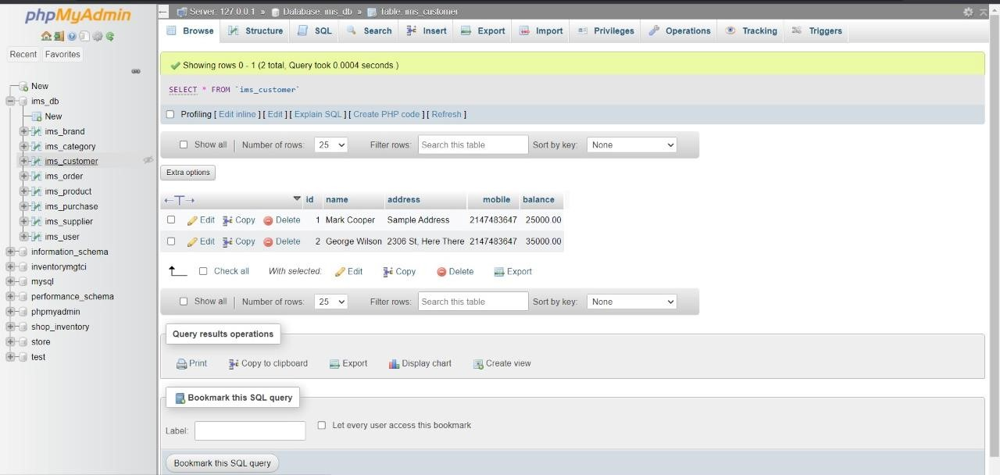 phpMyAdmin
Recent Favorites
New
ims_db
New
ims_brand
ims_category
ims_customer
ims_order
ims_product
ims_purchase
ims_supplier
ims_user
information_schema
inventorymgtci
mysql
performance_schema
phpmyadmin
shop_inventory
store
test
Server: 127.0.0.1 » Database: ims_db » Table: ims_customer
Browse Structure SQL Search Insert Export Import Privileges Operations Tracking Triggers
Showing rows 0 - 1 (2 total, Query took 0.0004 seconds.)
SELECT * FROM `ims_customer`
Profiling [ Edit inline ] [ Edit ] [ Explain SQL ] [ Create PHP code ] [ Refresh ]
Show all | Number of rows: 25 Filter rows: Search this table Sort by key: None
Extra options
←T→ id name address mobile balance
Edit Copy Delete 1 Mark Cooper Sample Address 2147483647 25000.00
Edit Copy Delete 2 George Wilson 2306 St, Here There 2147483647 35000.00
Check all With selected: Edit Copy Delete Export
Show all | Number of rows: 25 Filter rows: Search this table Sort by key: None
Query results operations
Print Copy to clipboard Export Display chart Create view
Bookmark this SQL query
Label: Let every user access this bookmark
Bookmark this SQL query